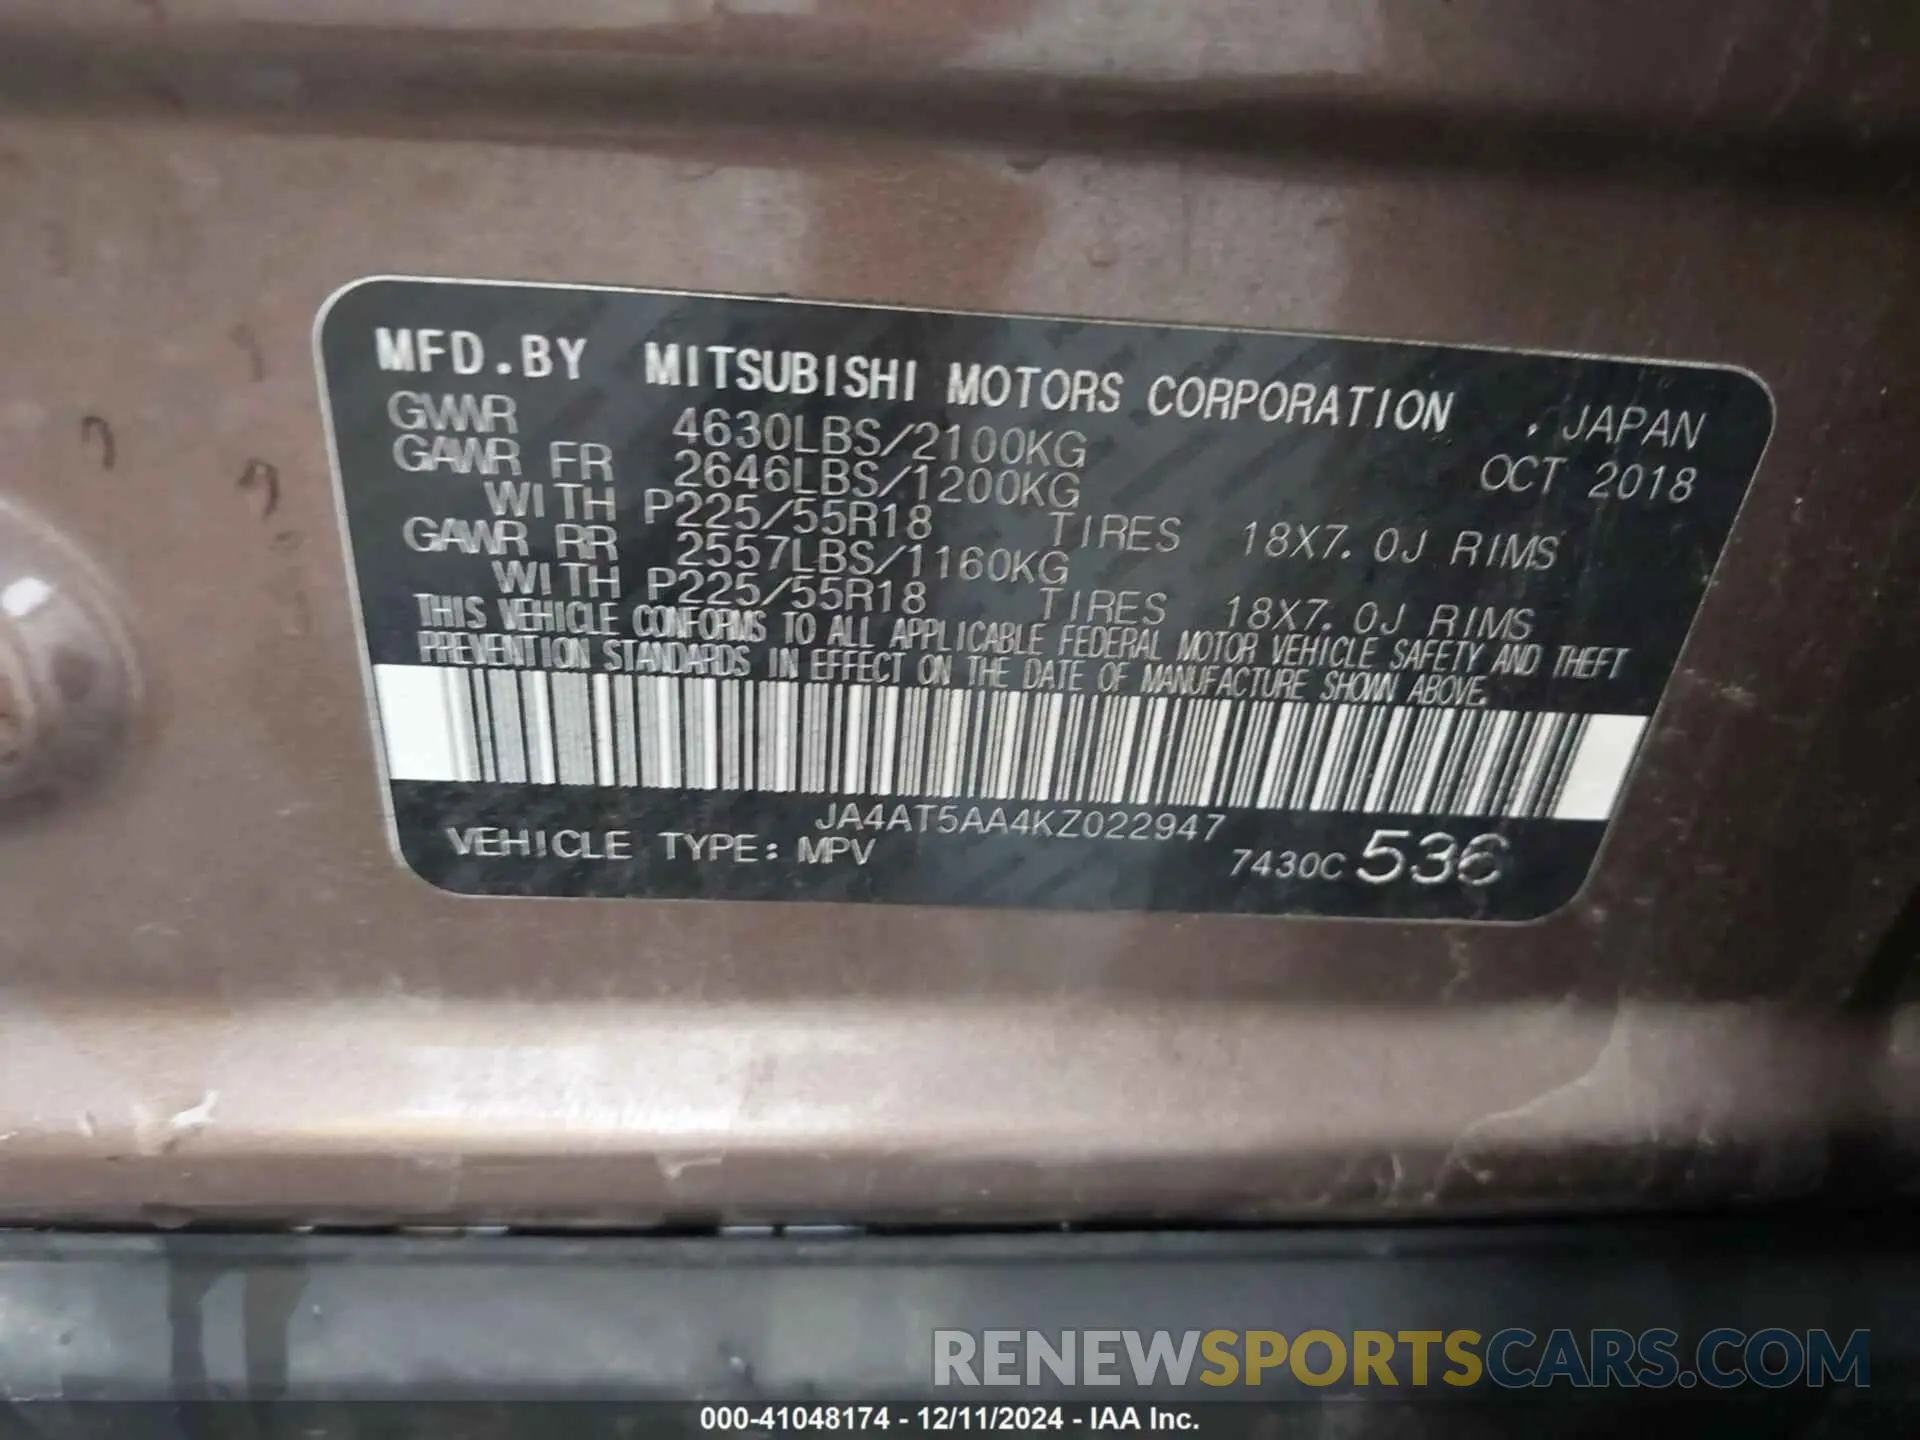 MFD.BY MITSUBISHI MOTORS CORPORATION . JAPAN
GVWR 4630LBS/2100KG OCT 2018
GAWR FR 2646LBS/1200KG
WITH P225/55R18 TIRES 18X7.0J RIMS
GAWR RR 2557LBS/1160KG
WITH P225/55R18 TIRES 18X7.0J RIMS
THIS VEHICLE CONFORMS TO ALL APPLICABLE FEDERAL MOTOR VEHICLE SAFETY AND THEFT
PREVENTION STANDARDS IN EFFECT ON THE DATE OF MANUFACTURE SHOWN ABOVE.
JA4AT5AA4KZ022947
VEHICLE TYPE: MPV 7430C 536
RENEWSPORTSCARS.COM
000-41048174 - 12/11/2024 - IAA Inc.